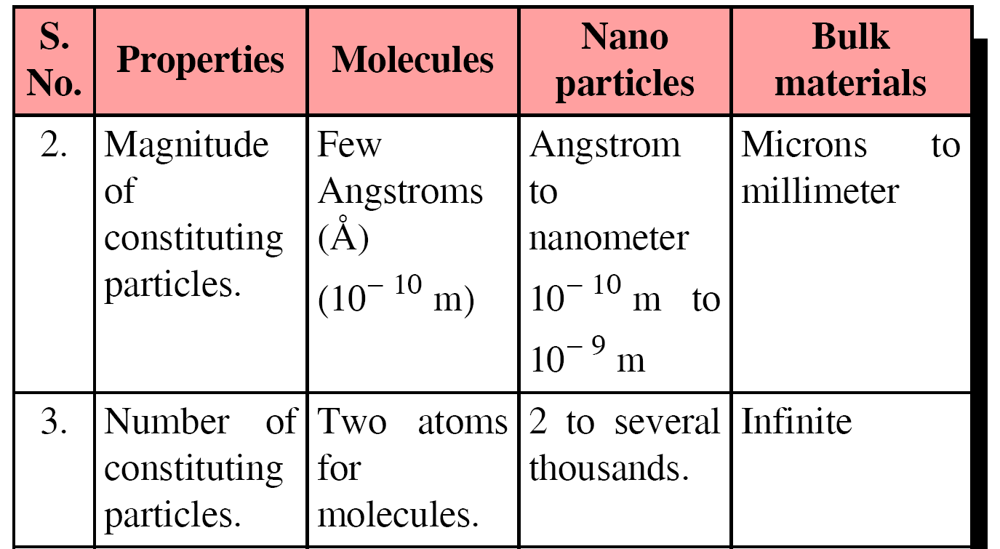 S. No. Properties Molecules Nano particles Bulk materials
2. Magnitude of constituting particles.
Few Angstroms (Å) (10⁻¹⁰ m)
Angstrom to nanometer 10⁻¹⁰ m to 10⁻⁹ m
Microns to millimeter
3. Number of constituting particles.
Two atoms for molecules.
2 to several thousands.
Infinite